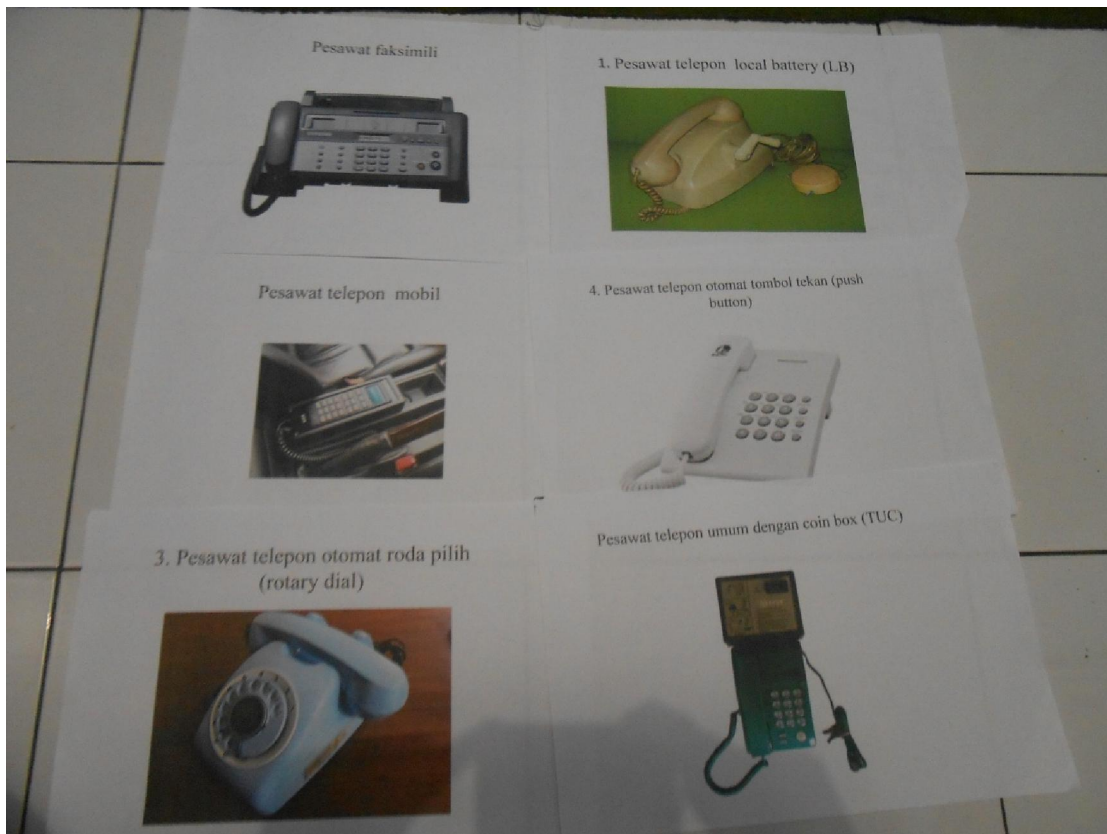 Pesawat faksimili
1. Pesawat telepon local battery (LB)
Pesawat telepon mobil
4. Pesawat telepon otomat tombol tekan (push
button)
3. Pesawat telepon otomat roda pilih
(rotary dial)
Pesawat telepon umum dengan coin box (TUC)